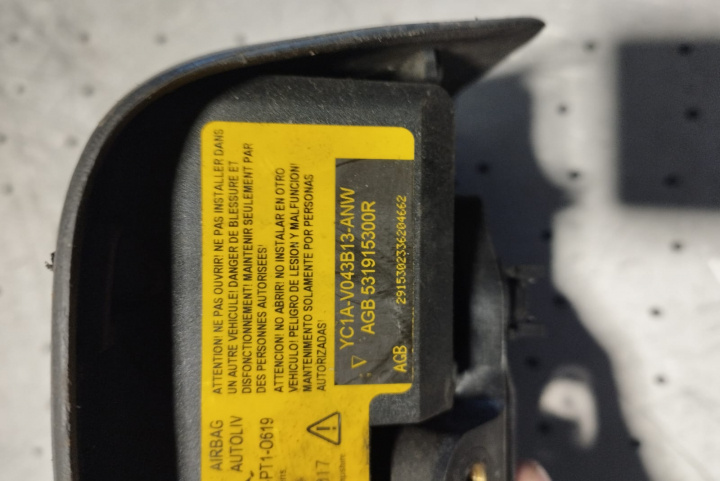 ATTENTION! NE PAS OUVRIR! NE PAS INSTALLER DANS
UN AUTRE VEHICULE! DANGER DE BLESSURE ET
DISFONCTIONNEMENT! MAINTENIR SEULEMENT PAR
DES PERSONNES AUTORISEES!
ATTENCION! NO ABRIR! NO INSTALAR EN OTRO
VEHICULO! PELIGRO DE LESION Y MALFUNCION!
MANTENIMENTO SOLAMENTE POR PERSONAS
AUTORIZADAS!
YC1A-V043B13-ANW
AGB 531915300R
AGB 2915302336204662
AIRBAG
AUTOLIV
PT1-0619